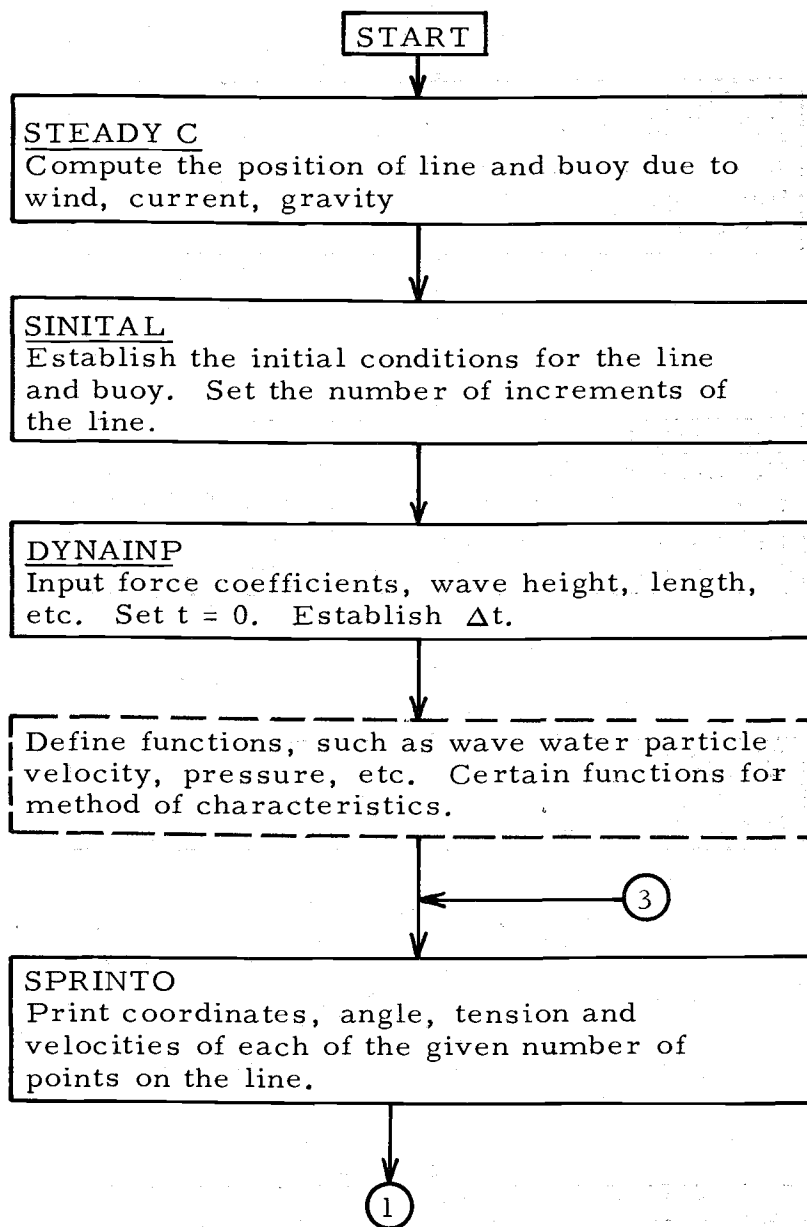 START
STEADY C
Compute the position of line and buoy due to
wind, current, gravity
SINITAL
Establish the initial conditions for the line
and buoy. Set the number of increments of
the line.
DYNAINP
Input force coefficients, wave height, length,
etc. Set t = 0. Establish Δt.
Define functions, such as wave water particle
velocity, pressure, etc. Certain functions for
method of characteristics.
3
SPRINTO
Print coordinates, angle, tension and
velocities of each of the given number of
points on the line.
1